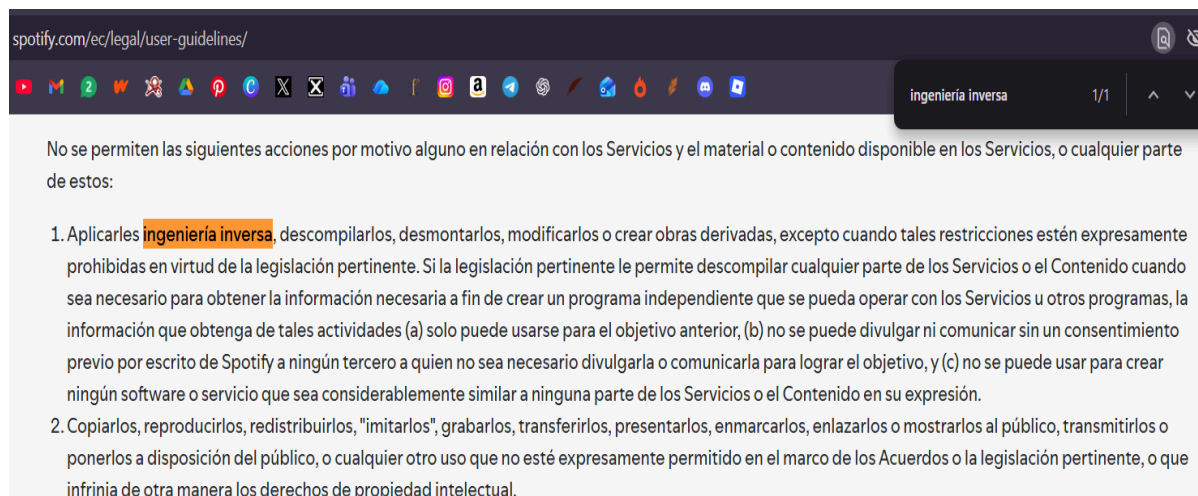 spotify.com/ec/legal/user-guidelines/
ingeniería inversa 1/1
No se permiten las siguientes acciones por motivo alguno en relación con los Servicios y el material o contenido disponible en los Servicios, o cualquier parte
de estos:
1. Aplicarles ingeniería inversa, descompilarlos, desmontarlos, modificarlos o crear obras derivadas, excepto cuando tales restricciones estén expresamente
prohibidas en virtud de la legislación pertinente. Si la legislación pertinente le permite descompilar cualquier parte de los Servicios o el Contenido cuando
sea necesario para obtener la información necesaria a fin de crear un programa independiente que se pueda operar con los Servicios u otros programas, la
información que obtenga de tales actividades (a) solo puede usarse para el objetivo anterior, (b) no se puede divulgar ni comunicar sin un consentimiento
previo por escrito de Spotify a ningún tercero a quien no sea necesario divulgarla o comunicarla para lograr el objetivo, y (c) no se puede usar para crear
ningún software o servicio que sea considerablemente similar a ninguna parte de los Servicios o el Contenido en su expresión.
2. Copiarlos, reproducirlos, redistribuirlos, "imitarlos", grabarlos, transferirlos, presentarlos, enmarcarlos, enlazarlos o mostrarlos al público, transmitirlos o
ponerlos a disposición del público, o cualquier otro uso que no esté expresamente permitido en el marco de los Acuerdos o la legislación pertinente, o que
infrinja de otra manera los derechos de propiedad intelectual.